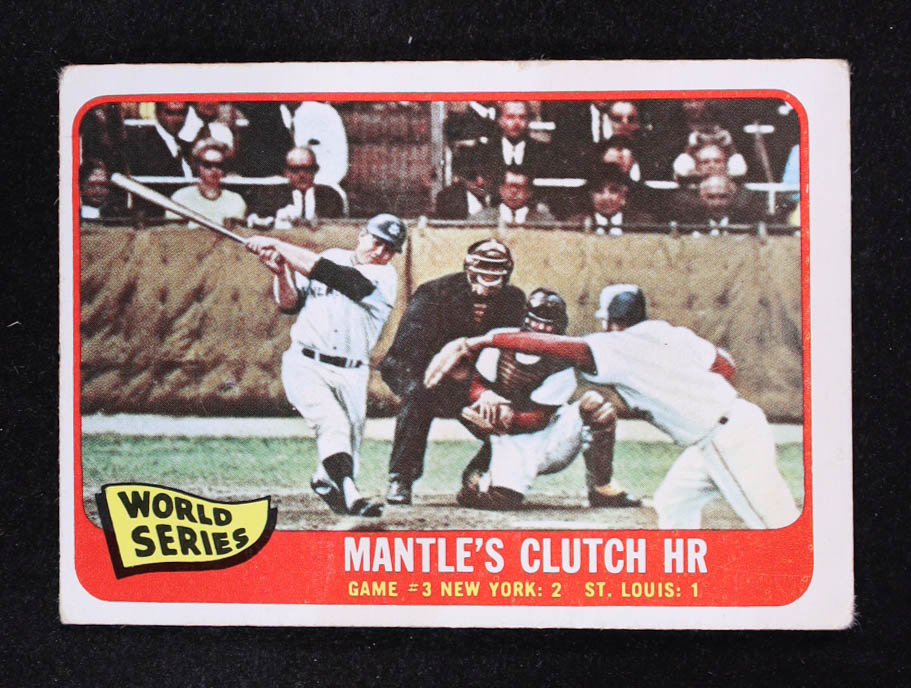 WORLD
SERIES
MANTLE'S CLUTCH HR
GAME #3 NEW YORK: 2 ST. LOUIS: 1